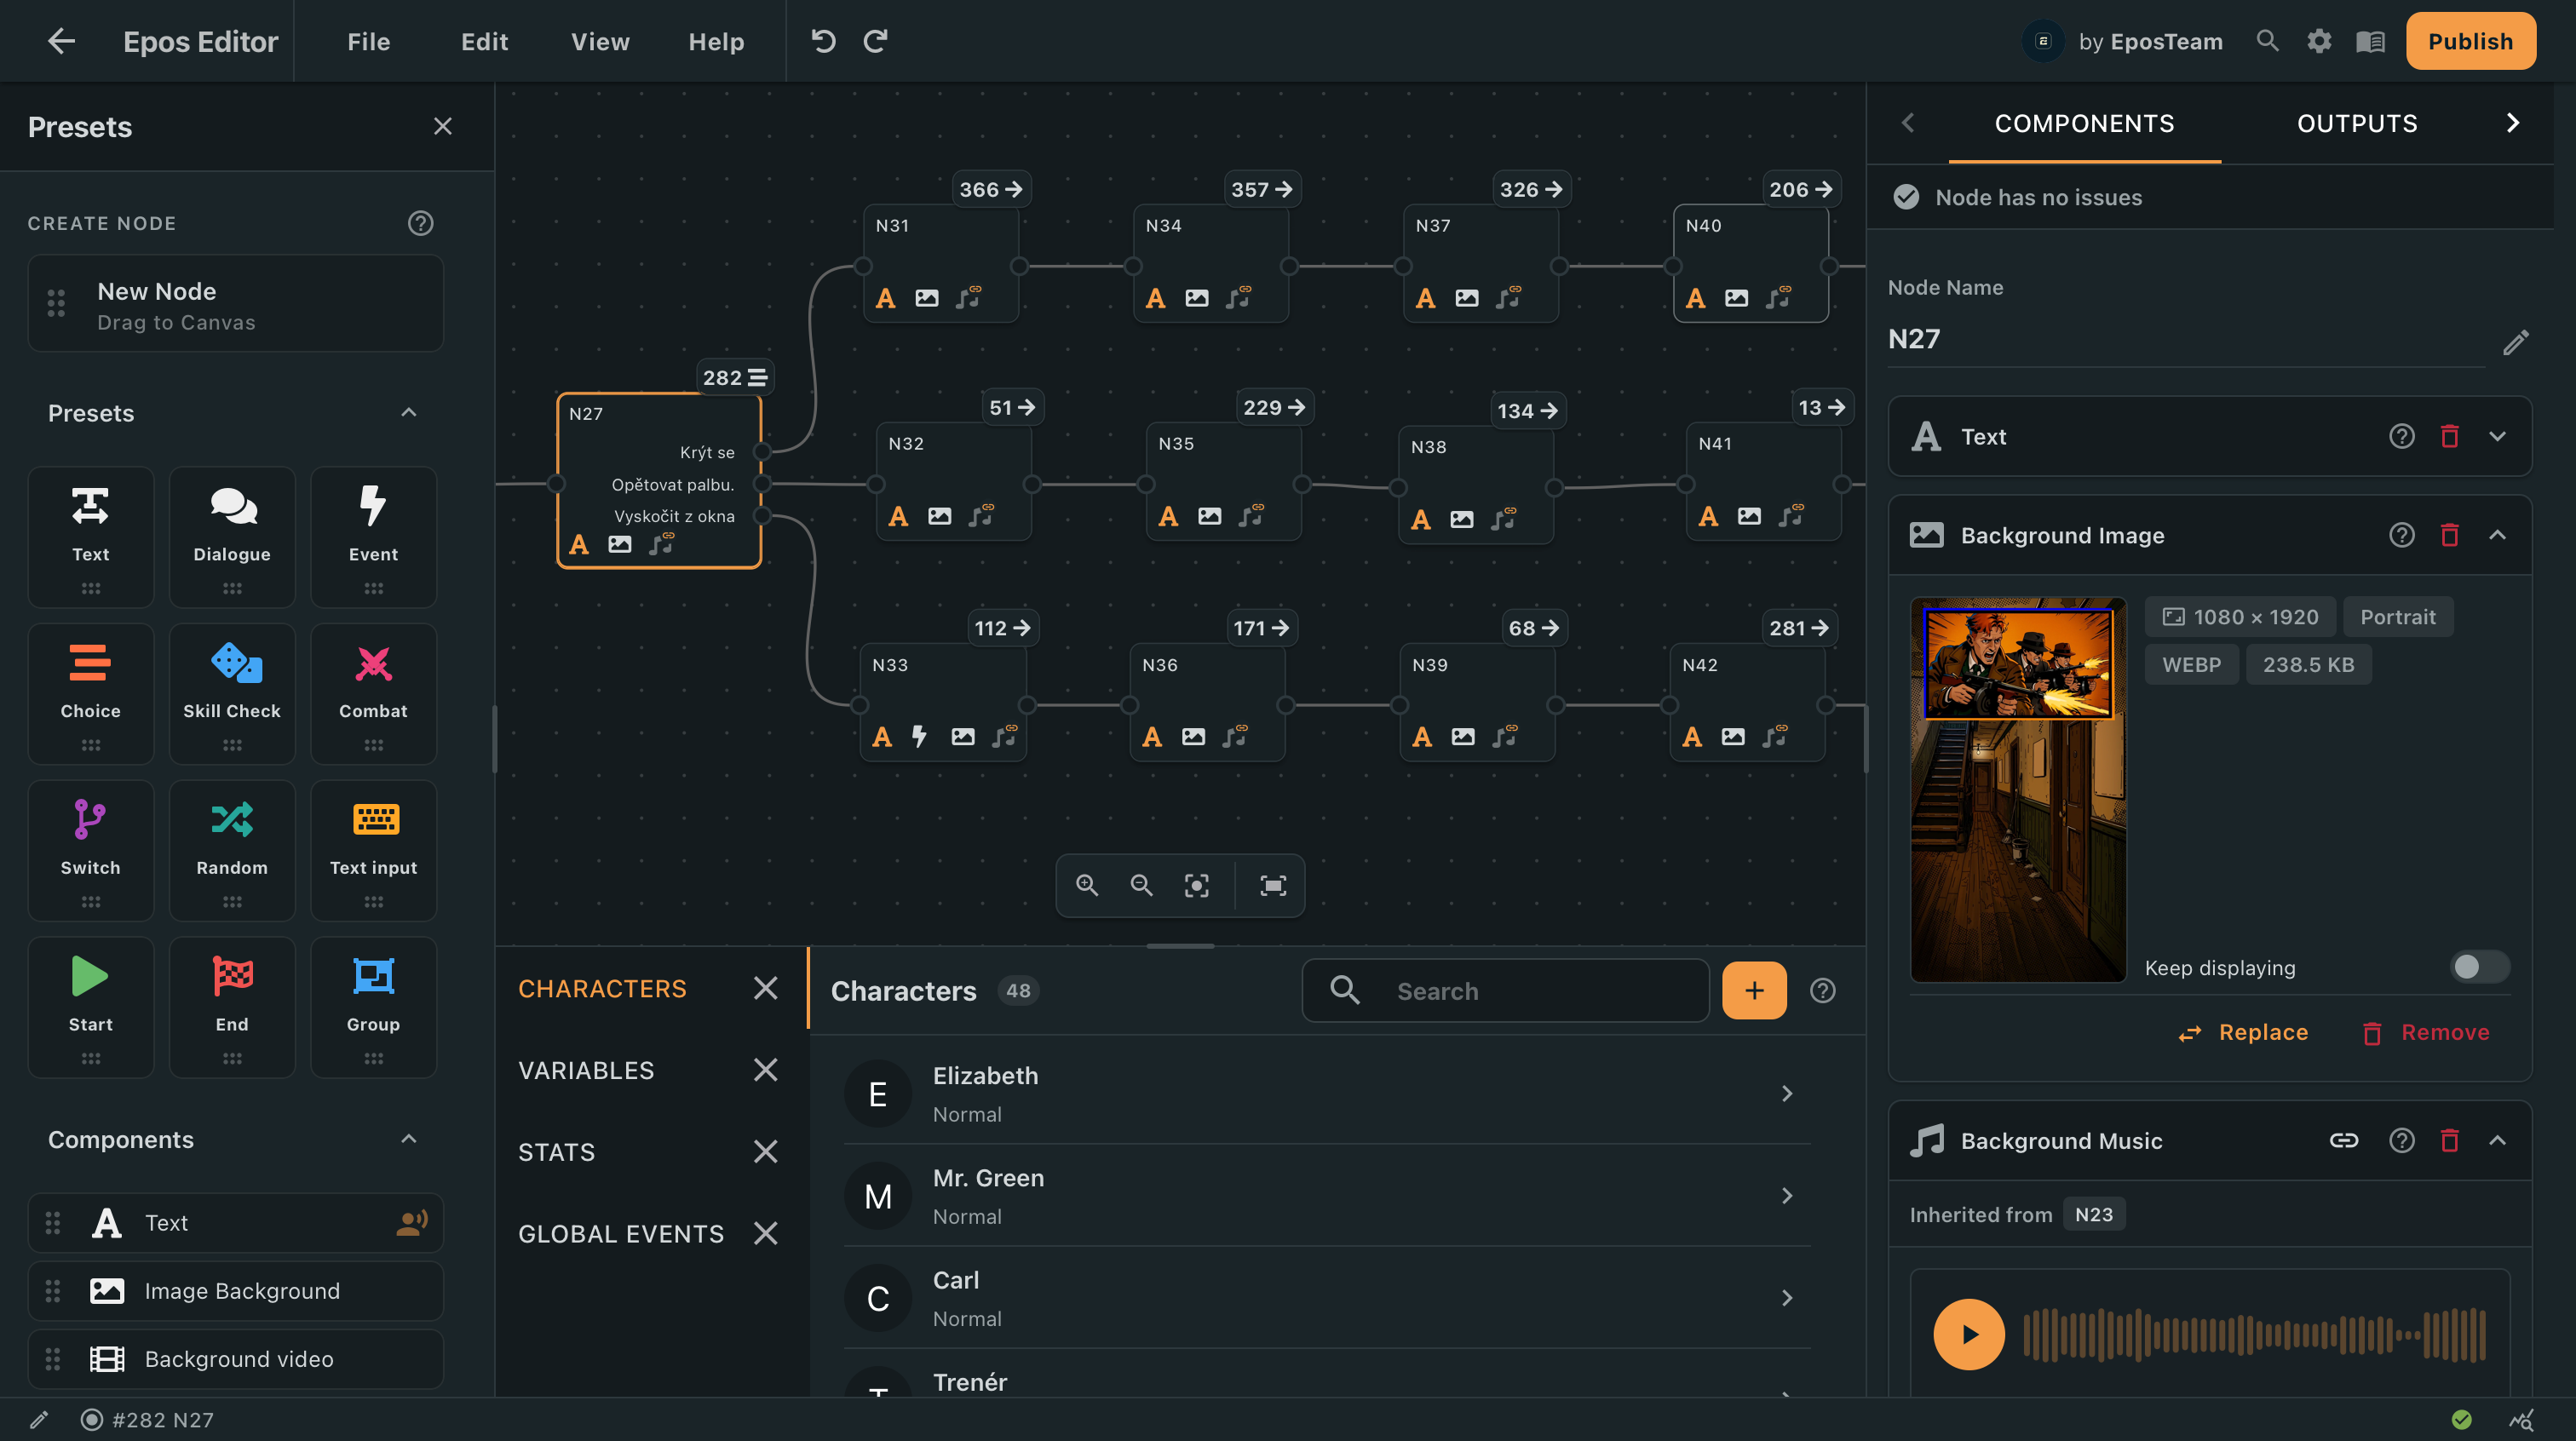 Epos Editor
File
Edit
View
Help
by EposTeam
Publish
Presets
CREATE NODE
New Node
Drag to Canvas
Presets
Text
Dialogue
Event
Choice
Skill Check
Combat
Switch
Random
Text input
Start
End
Group
Components
Text
Image Background
Background video
366
N31
357
N34
326
N37
206
N40
282
N27
Krýt se
Opětovat palbu.
Vyskočit z okna
51
N32
229
N35
134
N38
13
N41
112
N33
171
N36
68
N39
281
N42
CHARACTERS
VARIABLES
STATS
GLOBAL EVENTS
Characters 48
Search
E
Elizabeth
Normal
M
Mr. Green
Normal
C
Carl
Normal
Trenér
COMPONENTS
OUTPUTS
Node has no issues
Node Name
N27
Text
Background Image
1080 × 1920
Portrait
WEBP
238.5 KB
Keep displaying
Replace
Remove
Background Music
Inherited from N23
#282 N27